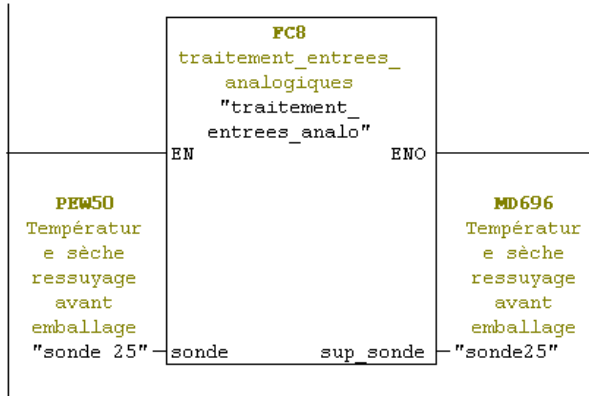 FC8
traitement_entrees_
analogiques
"traitement_
entrees_analo"
EN ENO
PEW50
Températur
e sèche
ressuyage
avant
emballage
"sonde 25"
sonde
sup_sonde
MD696
Températur
e sèche
ressuyage
avant
emballage
"sonde25"